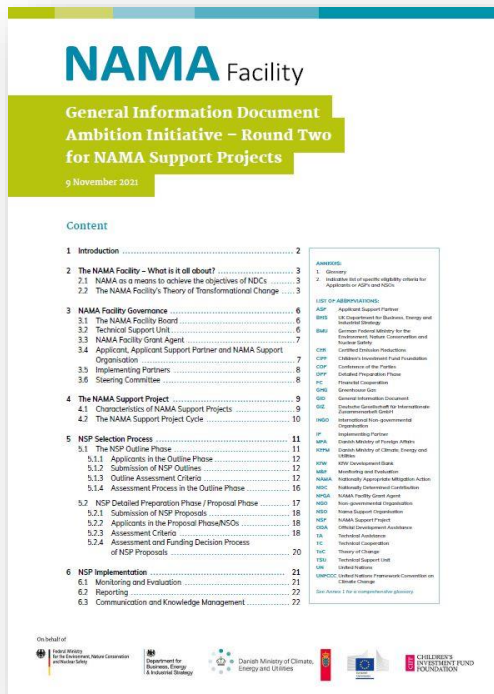 NAMA Facility
General Information Document
Ambition Initiative – Round Two
for NAMA Support Projects
9 November 2021
Content
1 Introduction ........ 2
2 The NAMA Facility – What is it all about? ........ 3
2.1 NAMA as a means to achieve the objectives of NDCs ........ 3
2.2 The NAMA Facility's Theory of Transformational Change ..... 3
3 NAMA Facility Governance ........ 6
3.1 The NAMA Facility Board ........ 6
3.2 Technical Support Unit ........ 6
3.3 NAMA Facility Grant Agent ........ 7
3.4 Applicant, Applicant Support Partner and NAMA Support
Organisation ........ 7
3.5 Implementing Partners ........ 8
3.6 Steering Committee ........ 8
4 The NAMA Support Project ........ 9
4.1 Characteristics of NAMA Support Projects ........ 9
4.2 The NAMA Support Project Cycle ........ 10
5 NSP Selection Process ........ 11
5.1 The NSP Outline Phase ........ 11
5.1.1 Applicants in the Outline Phase ........ 12
5.1.2 Submission of NSP Outlines ........ 12
5.1.3 Outline Assessment Criteria ........ 12
5.1.4 Assessment Process in the Outline Phase ........ 16
5.2 NSP Detailed Preparation Phase / Proposal Phase ........ 17
5.2.1 Submission of NSP Proposals ........ 18
5.2.2 Applicants in the Proposal Phase/NSOs ........ 18
5.2.3 Assessment Criteria ........ 18
5.2.4 Assessment and Funding Decision Process
of NSP Proposals ........ 20
6 NSP Implementation ........ 21
6.1 Monitoring and Evaluation ........ 21
6.2 Reporting ........ 22
6.3 Communication and Knowledge Management ........ 22
ANNEXES:
1 Glossary
2 Indicative list of specific eligibility criteria for
Applicants or ASPs and NSOs
LIST OF ABBREVIATIONS:
ASP Applicant Support Partner
BEIS UK Department for Business, Energy and
Industrial Strategy
BMU German Federal Ministry for the
Environment, Nature Conservation and
Nuclear Safety
CER Certified Emission Reductions
CIFF Children's Investment Fund Foundation
COP Conference of the Parties
DPP Detailed Preparation Phase
FC Financial Cooperation
GHG Greenhouse Gas
GID General Information Document
GIZ Deutsche Gesellschaft für Internationale
Zusammenarbeit GmbH
INGO International non-governmental
Organisation
IP Implementing Partner
MFA Danish Ministry of Foreign Affairs
KEFM Danish Ministry of Climate, Energy and
Utilities
KfW KfW Development Bank
M&E Monitoring and Evaluation
NAMA Nationally Appropriate Mitigation Action
NDC Nationally Determined Contribution
NFGA NAMA Facility Grant Agent
NGO Non-governmental Organisation
NSO Nama Support Organisation
NSP NAMA Support Project
ODA Official Development Assistance
TA Technical Assistance
TC Technical Cooperation
ToC Theory of Change
TSU Technical Support Unit
UN United Nations
UNFCCC United Nations Framework Convention on
Climate Change
See Annex 1 for a comprehensive glossary
On behalf of
Federal Ministry
for the Environment, Nature Conservation
and Nuclear Safety
Department for
Business, Energy
& Industrial Strategy
Danish Ministry of Climate,
Energy and Utilities
CIFF CHILDREN'S
INVESTMENT FUND
FOUNDATION